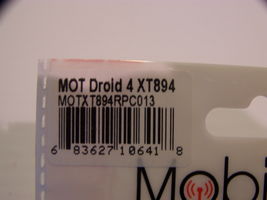 MOT Droid 4 XT894
MOTXT894RPC013
6 83627 10641 8
Mobi